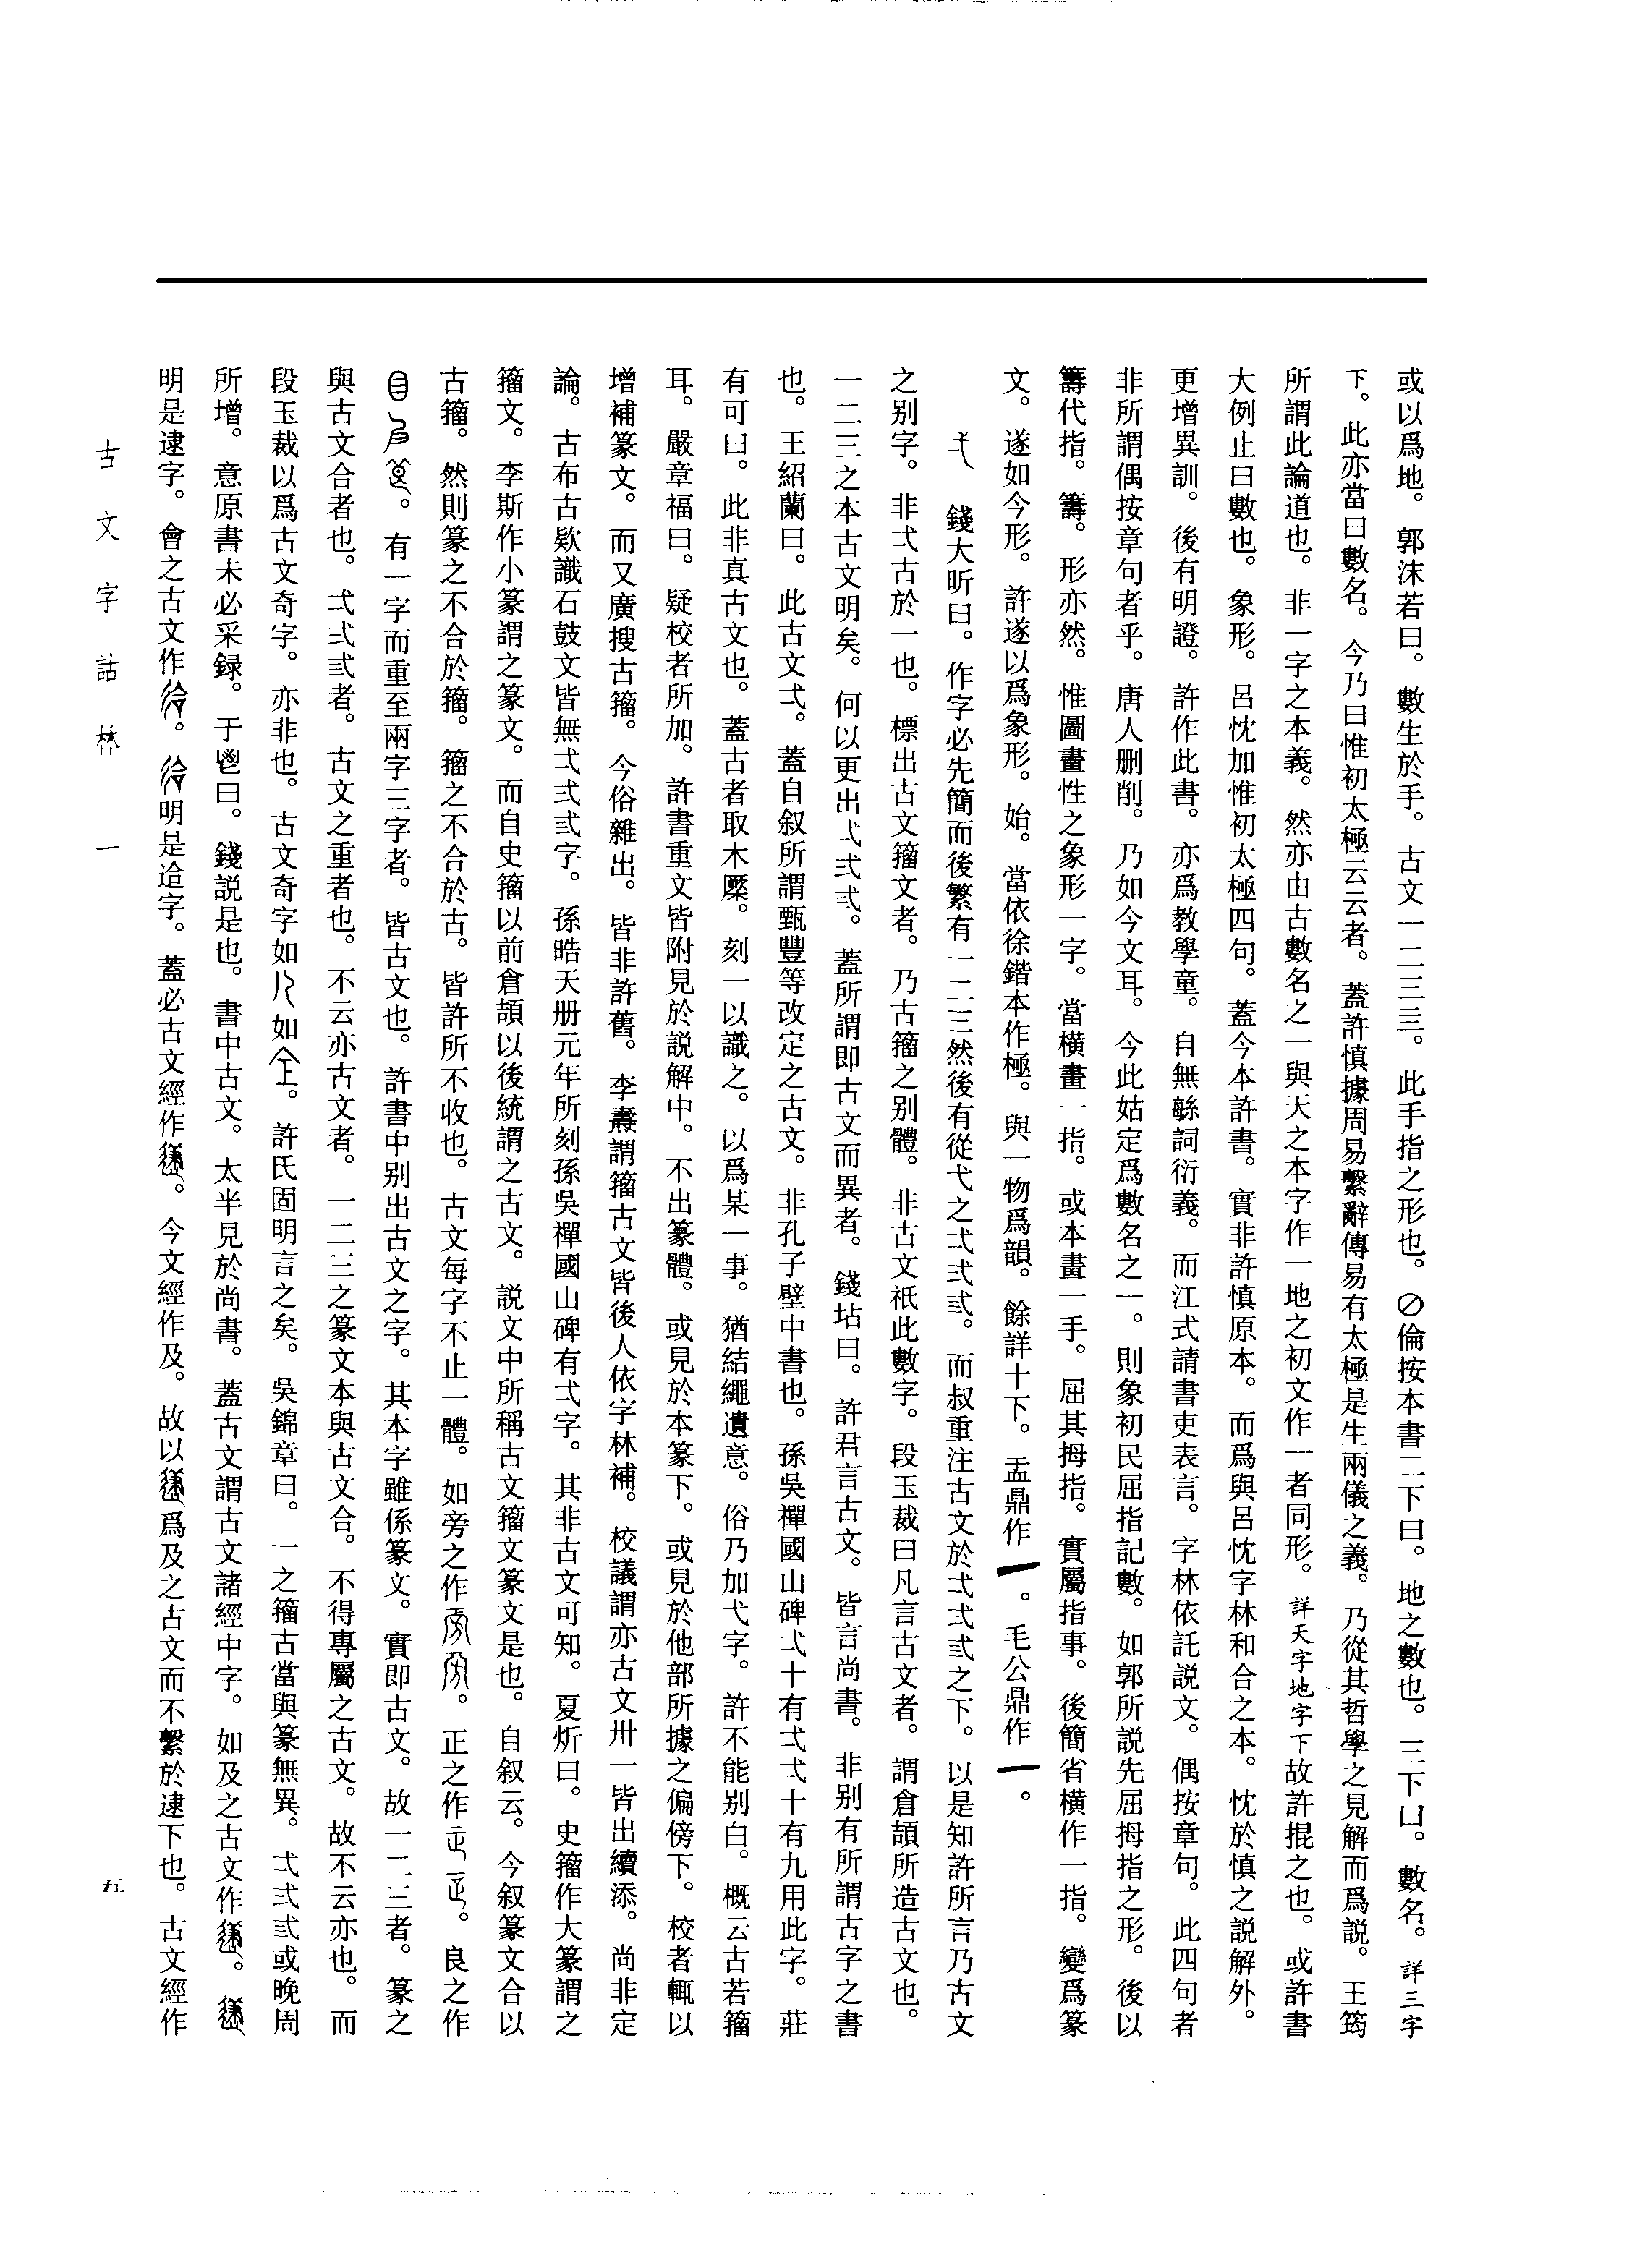 或以爲地。郭沫若曰。數生於手。古文一二三亖。此手指之形也。〇倫按本書二下曰。地之數也。三下曰。數名。詳三字
下。此亦當曰數名。今乃曰惟初太極云云者。蓋許慎據周易繫辭傳易有太極是生兩儀之義。乃從其哲學之見解而爲説。王筠
所謂此論道也。非一字之本義。然亦由古數名之一與天之本字作一地之初文作一者同形。詳天字地字下故許掍之也。或許書
大例止曰數也。象形。呂忱加惟初太極四句。蓋今本許書。實非許慎原本。而爲與呂忱字林和合之本。忱於慎之説解外。
更增異訓。後有明證。許作此書。亦爲教學童。自無緐詞衍義。而江式請書吏表言。字林依託説文。偶按章句。此四句者
非所謂偶按章句者乎。唐人刪削。乃如今文耳。今此姑定爲數名之一。則象初民屈指記數。如郭所説先屈拇指之形。後以
籌代指。籌。形亦然。惟圖畫性之象形一字。當橫畫一指。或本畫一手。屈其拇指。實屬指事。後簡省橫作一指。變爲篆
文。遂如今形。許遂以爲象形。始。當依徐鍇本作極。與一物爲韻。餘詳十下。盂鼎作一。毛公鼎作一。
弌　錢大昕曰。作字必先簡而後繁有一二三然後有從弋之弌弍弎。而叔重注古文於弌弍弎之下。以是知許所言乃古文
之別字。非弌古於一也。標出古文籀文者。乃古籀之別體。非古文祇此數字。段玉裁曰凡言古文者。謂倉頡所造古文也。
一二三之本古文明矣。何以更出弌弍弎。蓋所謂即古文而異者。錢坫曰。許君言古文。皆言尚書。非別有所謂古字之書
也。王紹蘭曰。此古文弌。蓋自叙所謂甄豐等改定之古文。非孔子壁中書也。孫吳禪國山碑弌十有弌弌十有九用此字。莊
有可曰。此非真古文也。蓋古者取木橜。刻一以識之。以爲某一事。猶結繩遺意。俗乃加弋字。許不能別白。概云古若籀
耳。嚴章福曰。疑校者所加。許書重文皆附見於説解中。不出篆體。或見於本篆下。或見於他部所據之偏傍下。校者輒以
增補篆文。而又廣搜古籀。今俗雜出。皆非許舊。李燾謂籀古文皆後人依字林補。校議謂亦古文卅一皆出續添。尚非定
論。古布古欵識石鼓文皆無弌弍弎字。孫晧天册元年所刻孫吳禪國山碑有弌字。其非古文可知。夏炘曰。史籀作大篆謂之
籀文。李斯作小篆謂之篆文。而自史籀以前倉頡以後統謂之古文。説文中所稱古文籀文篆文是也。自叙云。今叙篆文合以
古籀。然則篆之不合於籀。籀之不合於古。皆許所不收也。古文每字不止一體。如旁之作。正之作。良之作
。有一字而重至兩字三字者。皆古文也。許書中別出古文之字。其本字雖係篆文。實即古文。故一二三者。篆之
與古文合者也。弌弍弎者。古文之重者也。不云亦古文者。一二三之篆文本與古文合。不得專屬之古文。故不云亦也。而
段玉裁以爲古文奇字。亦非也。古文奇字如如。許氏固明言之矣。吳錦章曰。一之籀古當與篆無異。弌弍弎或晚周
所增。意原書未必采録。于鬯曰。錢説是也。書中古文。太半見於尚書。蓋古文謂古文諸經中字。如及之古文作。
明是逮字。會之古文作。明是迨字。蓋必古文經作。今文經作及。故以爲及之古文而不繫於逮下也。古文經作
古文字詁林　一
五